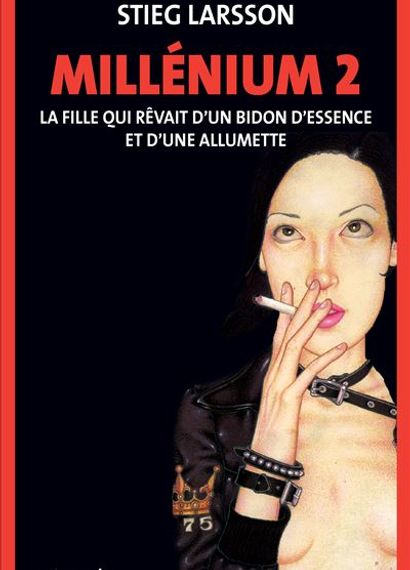 STIEG LARSSON
MILLÉNIUM 2
LA FILLE QUI RÊVAIT D'UN BIDON D'ESSENCE
ET D'UNE ALLUMETTE
75